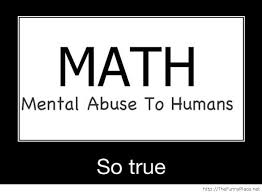 MATH
Mental Abuse To Humans
So true
http://TheFunnyPlace.net